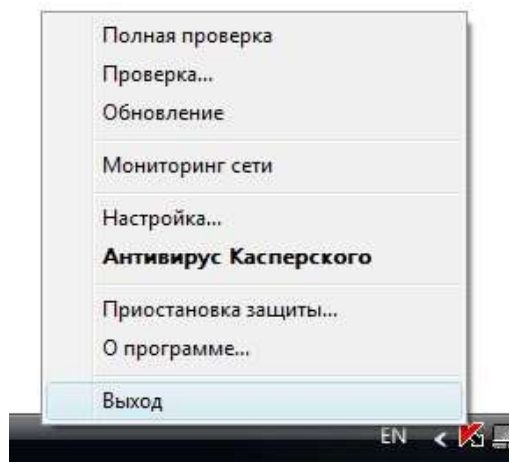 Полная проверка
Проверка...
Обновление
Мониторинг сети
Настройка...
Антивирус Касперского
Приостановка защиты...
О программе...
Выход
EN <